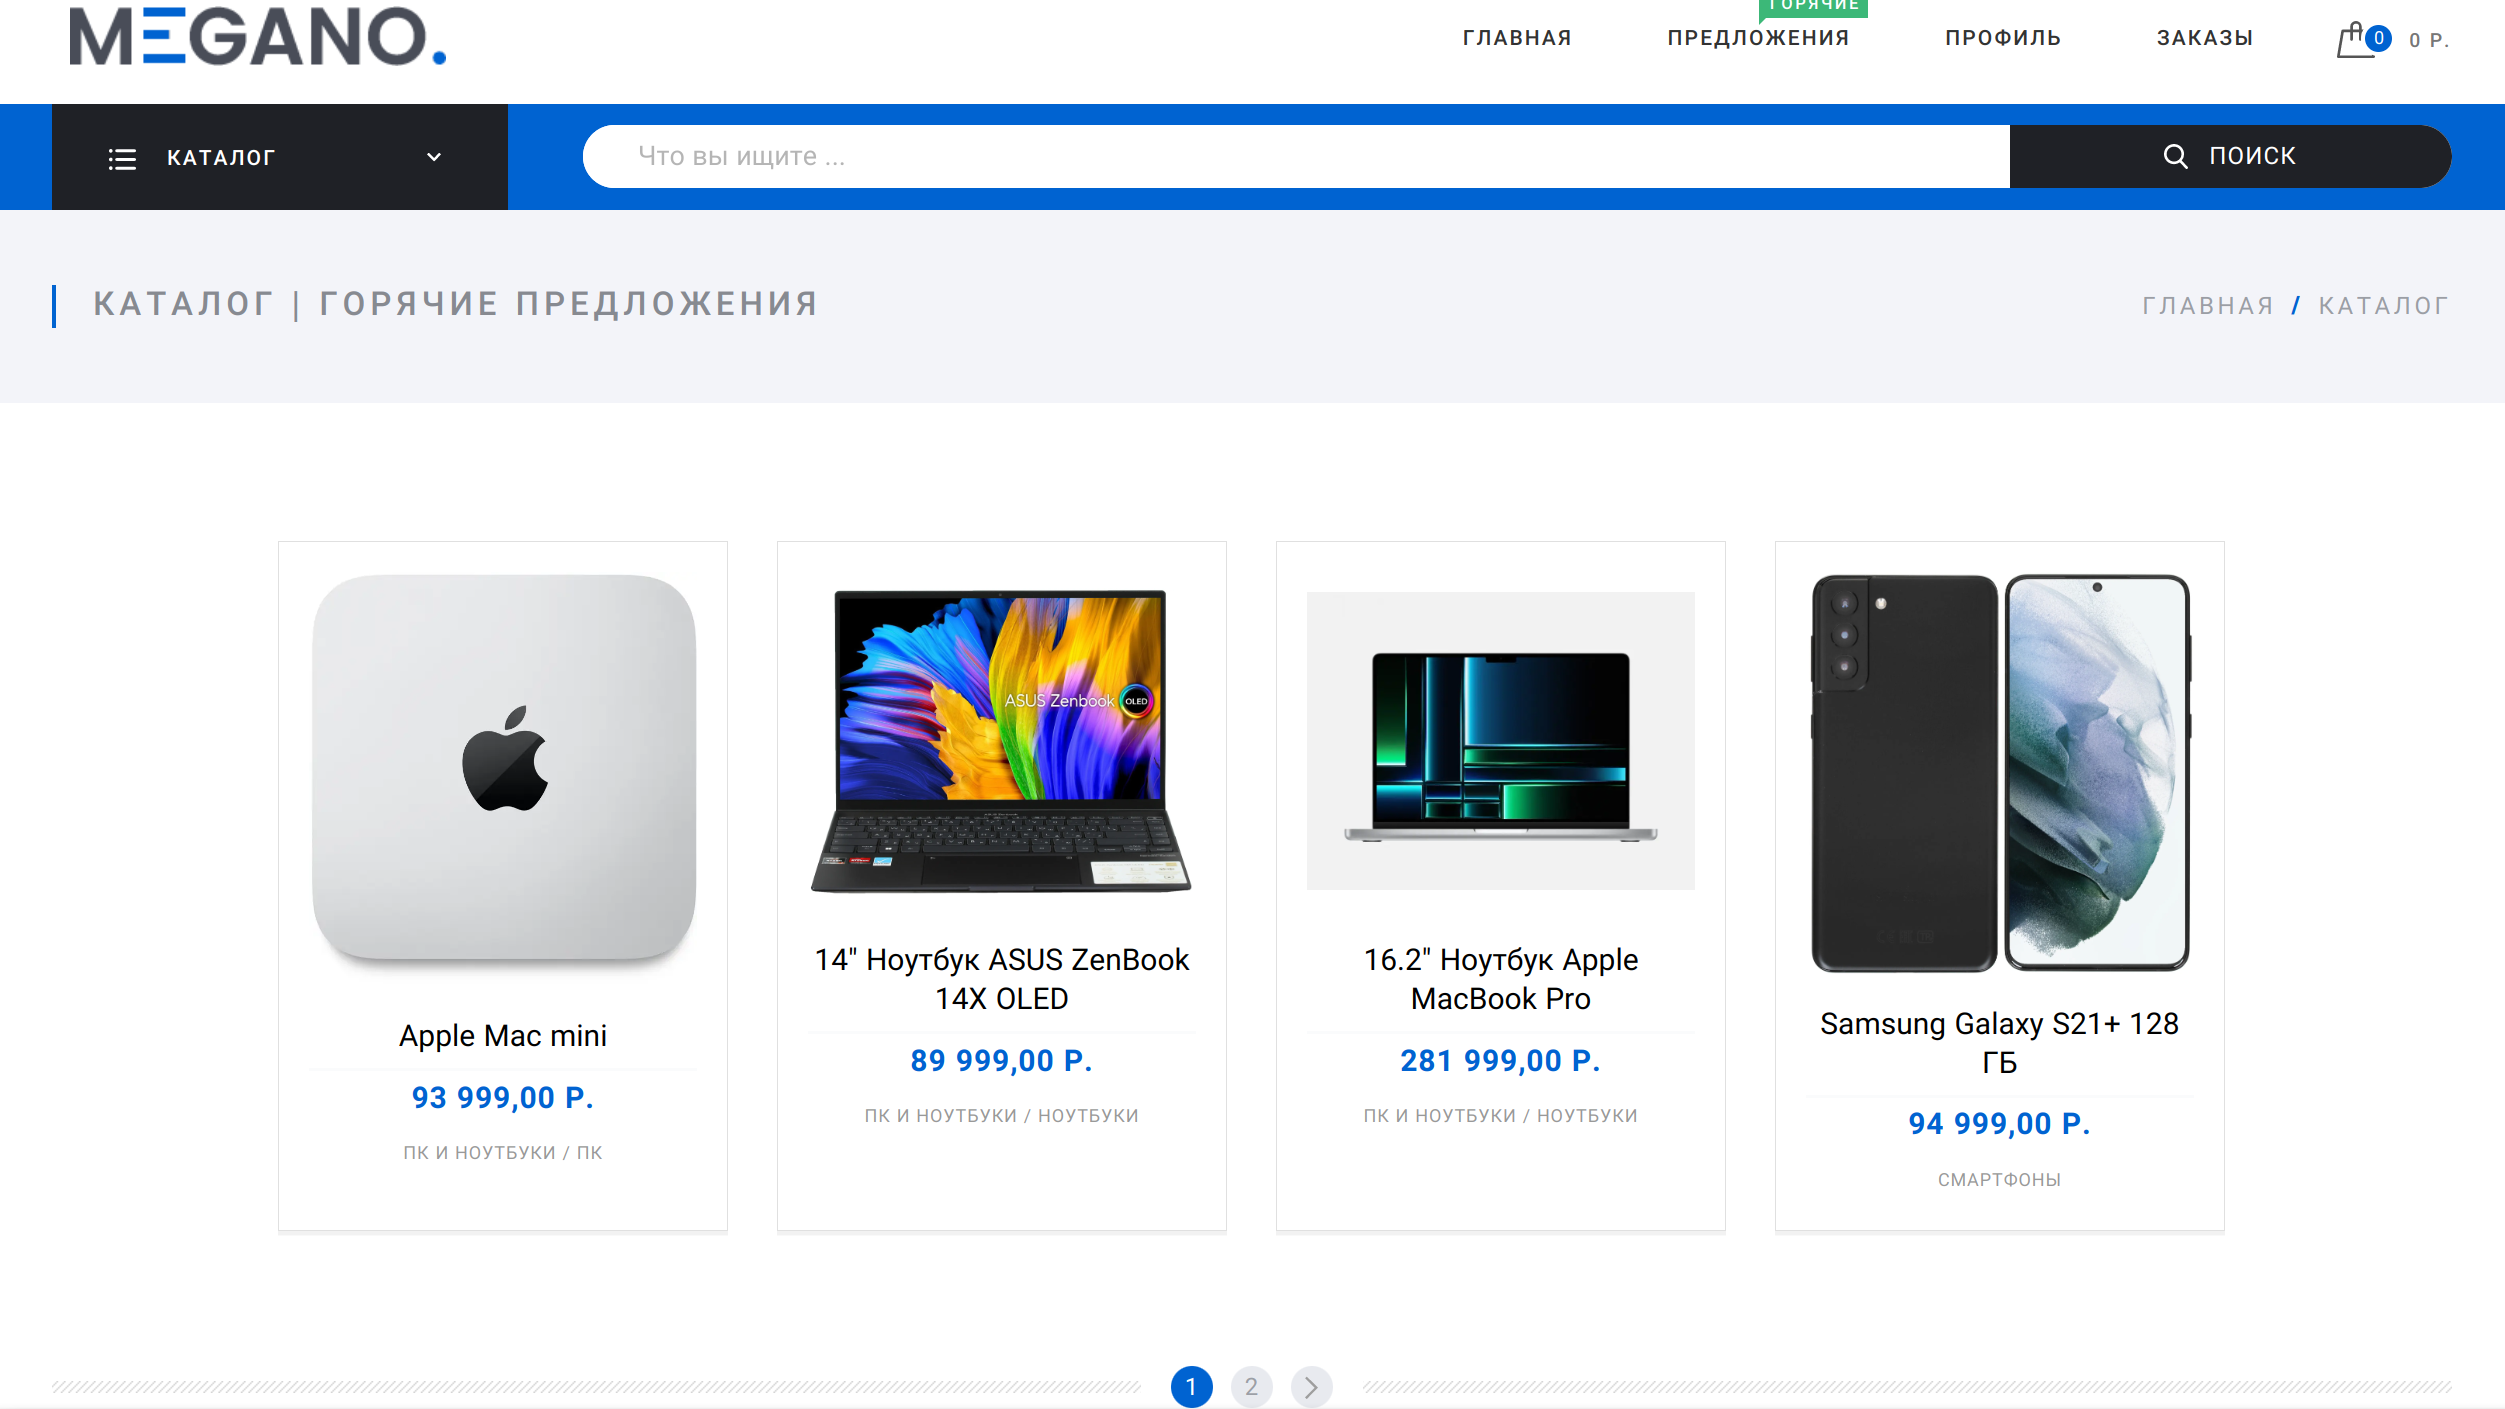 MEGANO.
ГОРЯЧИЕ
ГЛАВНАЯ
ПРЕДЛОЖЕНИЯ
ПРОФИЛЬ
ЗАКАЗЫ
0
0 Р.
КАТАЛОГ
Что вы ищите ...
ПОИСК
КАТАЛОГ | ГОРЯЧИЕ ПРЕДЛОЖЕНИЯ
ГЛАВНАЯ / КАТАЛОГ
Apple Mac mini
93 999,00 Р.
ПК И НОУТБУКИ / ПК
ASUS Zenbook
OLED
14" Ноутбук ASUS ZenBook
14X OLED
89 999,00 Р.
ПК И НОУТБУКИ / НОУТБУКИ
16.2" Ноутбук Apple
MacBook Pro
281 999,00 Р.
ПК И НОУТБУКИ / НОУТБУКИ
Samsung Galaxy S21+ 128
ГБ
94 999,00 Р.
СМАРТФОНЫ
1
2